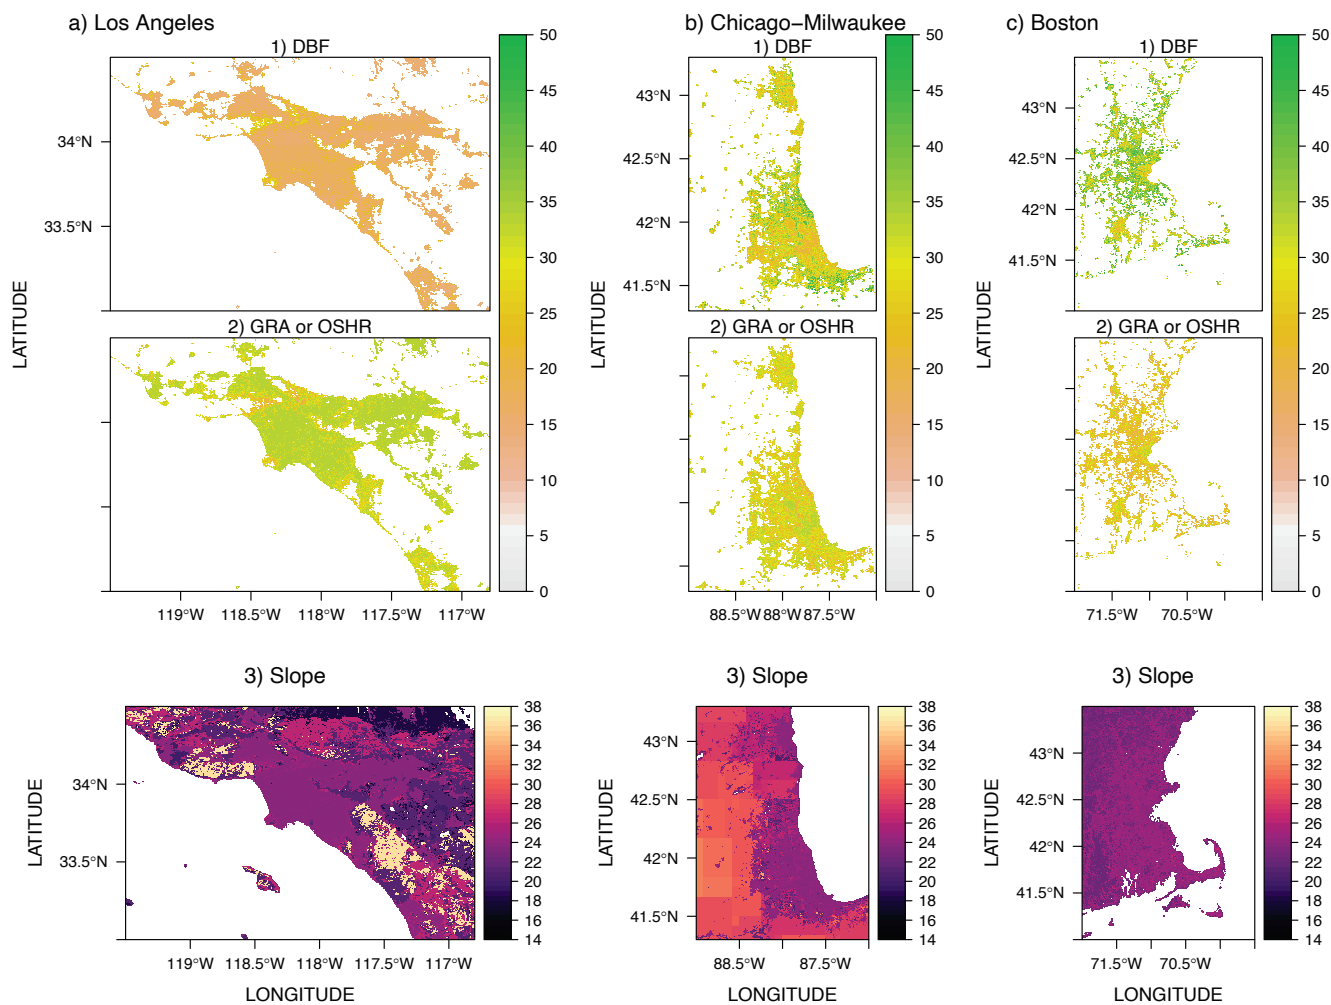 a) Los Angeles
b) Chicago−Milwaukee
c) Boston
1) DBF
1) DBF
1) DBF
50
45
40
35
30
25
20
15
10
5
0
50
45
40
35
30
25
20
15
10
5
0
50
45
40
35
30
25
20
15
10
5
0
34°N
33.5°N
43°N
42.5°N
42°N
41.5°N
43°N
42.5°N
42°N
41.5°N
LATITUDE
LATITUDE
LATITUDE
2) GRA or OSHR
2) GRA or OSHR
2) GRA or OSHR
119°W 118.5°W 118°W 117.5°W 117°W
88.5°W 88°W 87.5°W
71.5°W 70.5°W
3) Slope
3) Slope
3) Slope
38
36
34
32
30
28
26
24
22
20
18
16
14
38
36
34
32
30
28
26
24
22
20
18
16
14
38
36
34
32
30
28
26
24
22
20
18
16
14
34°N
33.5°N
43°N
42.5°N
42°N
41.5°N
43°N
42.5°N
42°N
41.5°N
LATITUDE
LATITUDE
LATITUDE
119°W 118.5°W 118°W 117.5°W 117°W
88.5°W 87.5°W
71.5°W 70.5°W
LONGITUDE
LONGITUDE
LONGITUDE